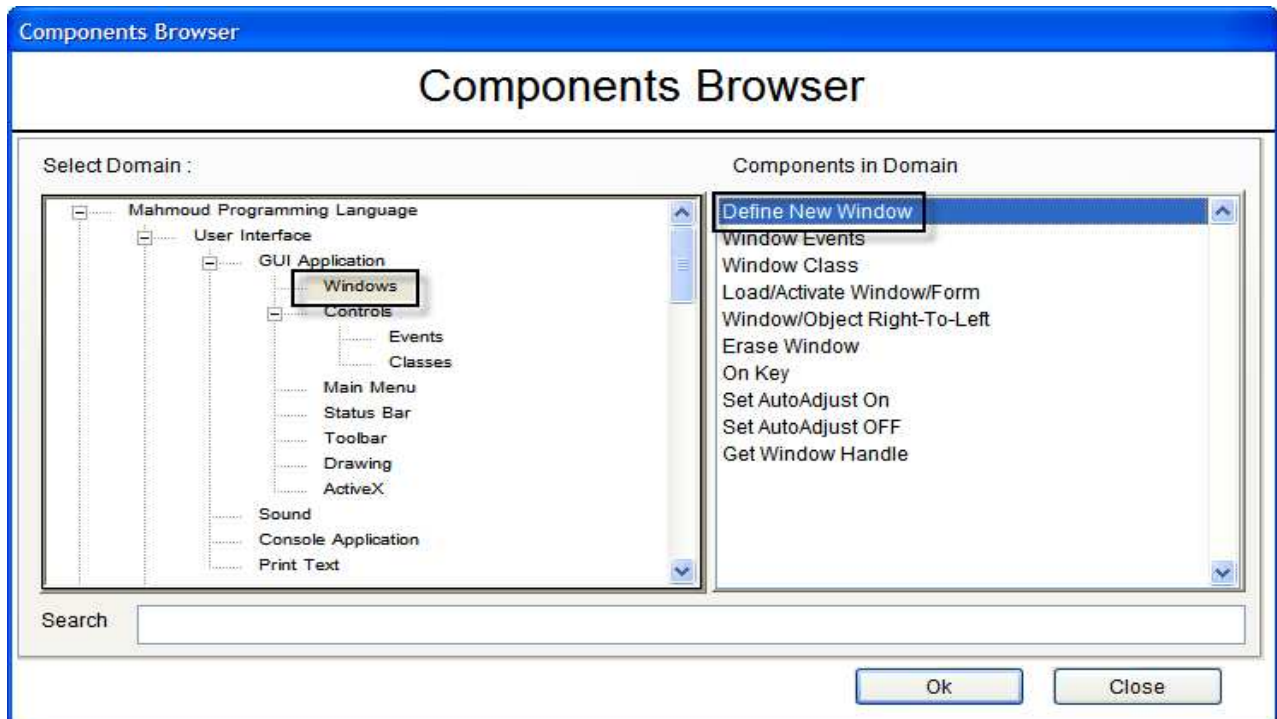 Components Browser
Components Browser
Select Domain :
Mahmoud Programming Language
User Interface
GUI Application
Windows
Controls
Events
Classes
Main Menu
Status Bar
Toolbar
Drawing
ActiveX
Sound
Console Application
Print Text
Components in Domain
Define New Window
Window Events
Window Class
Load/Activate Window/Form
Window/Object Right-To-Left
Erase Window
On Key
Set AutoAdjust On
Set AutoAdjust OFF
Get Window Handle
Search
Ok
Close